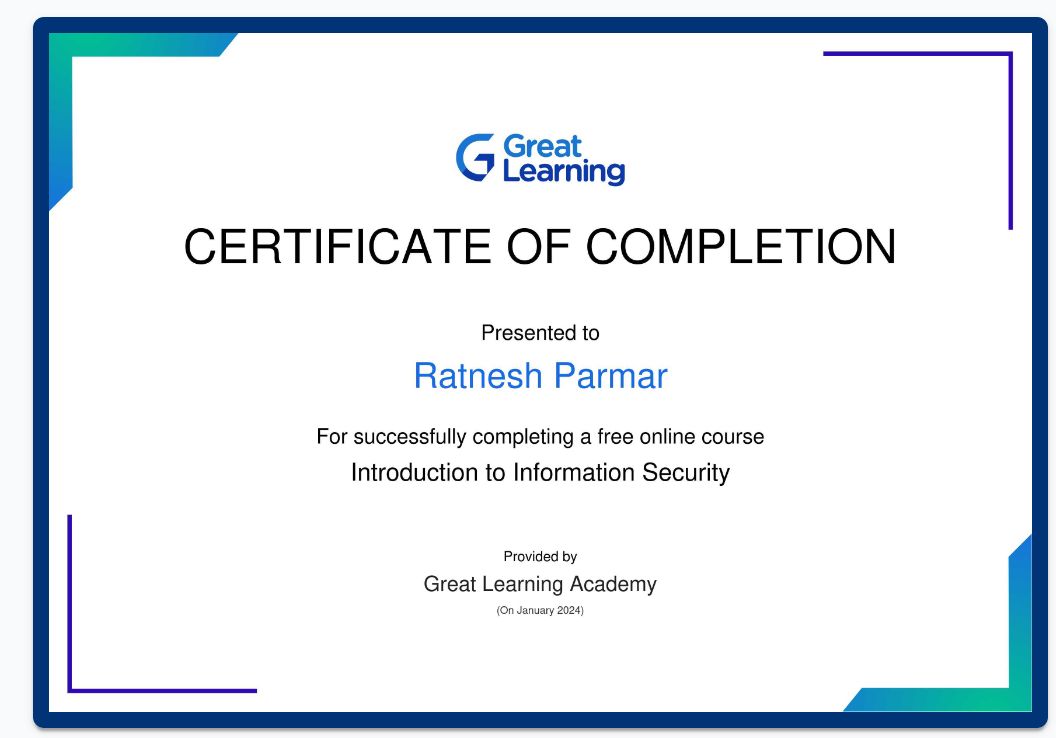 Great
Learning
CERTIFICATE OF COMPLETION
Presented to
Ratnesh Parmar
For successfully completing a free online course
Introduction to Information Security
Provided by
Great Learning Academy
(On January 2024)